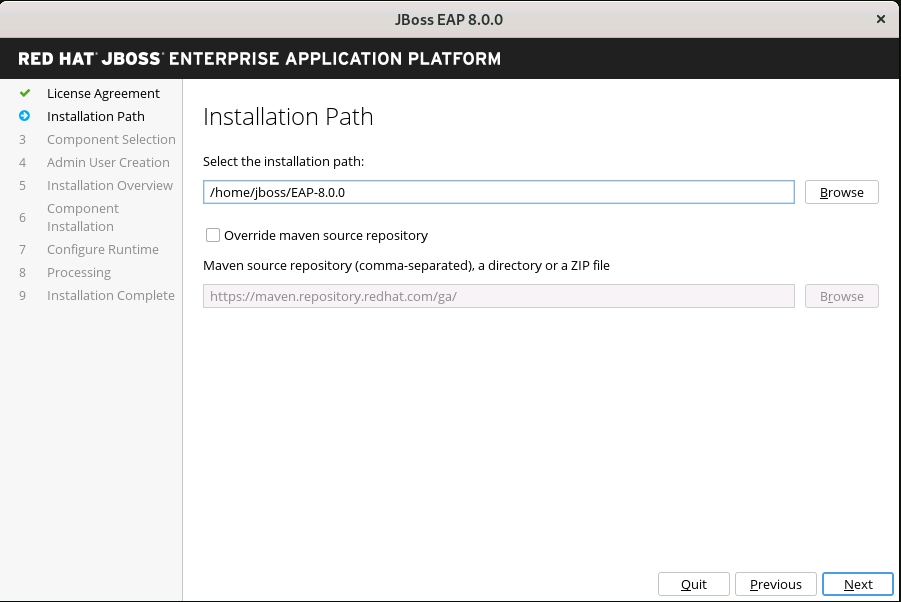 JBoss EAP 8.0.0
×
RED HAT® JBOSS® ENTERPRISE APPLICATION PLATFORM
License Agreement
Installation Path
3 Component Selection
4 Admin User Creation
5 Installation Overview
6 Component
Installation
7 Configure Runtime
8 Processing
9 Installation Complete
Installation Path
Select the installation path:
/home/jboss/EAP-8.0.0 Browse
Override maven source repository
Maven source repository (comma-separated), a directory or a ZIP file
https://maven.repository.redhat.com/ga/ Browse
Quit Previous Next